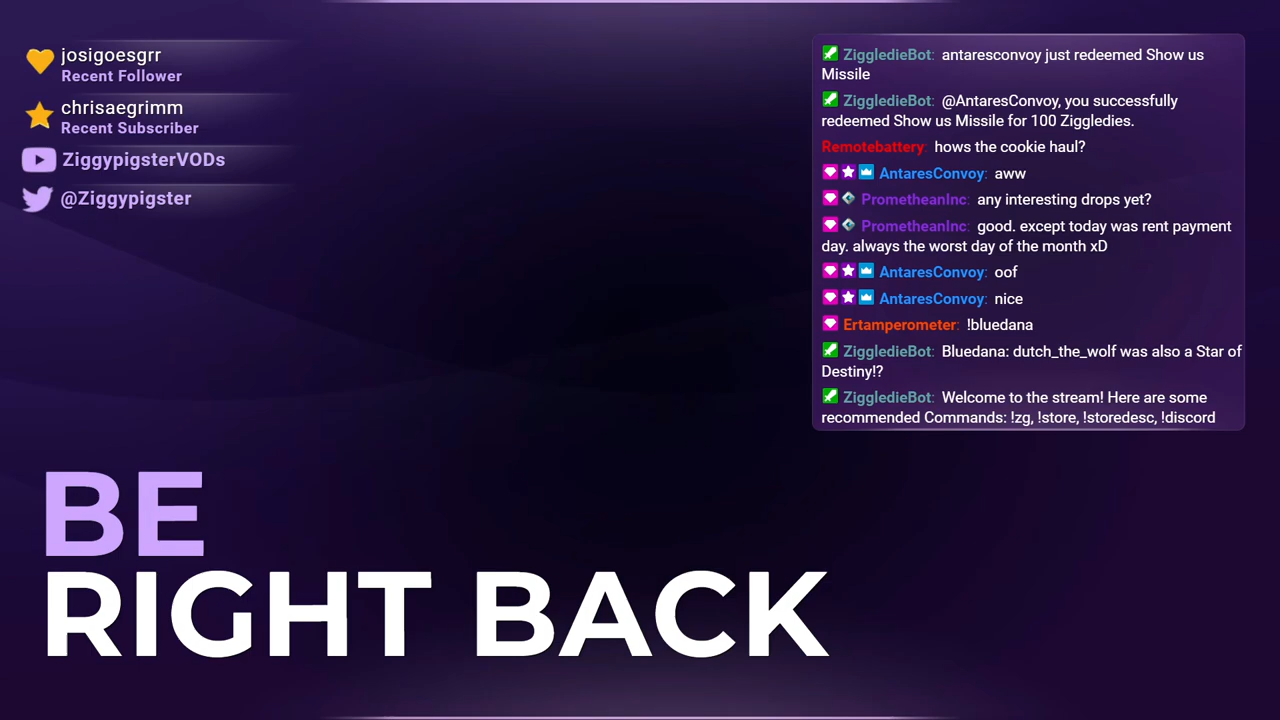 josigoesgrr
Recent Follower
chrisaegrimm
Recent Subscriber
ZiggypigsterVODs
@Ziggypigster
ZiggledieBot: antaresconvoy just redeemed Show us
Missile
ZiggledieBot: @AntaresConvoy, you successfully
redeemed Show us Missile for 100 Ziggledies.
Remotebattery: hows the cookie haul?
AntaresConvoy: aww
PrometheanInc: any interesting drops yet?
PrometheanInc: good. except today was rent payment
day. always the worst day of the month xD
AntaresConvoy: oof
AntaresConvoy: nice
Ertamperometer: !bluedana
ZiggledieBot: Bluedana: dutch_the_wolf was also a Star of
Destiny!?
ZiggledieBot: Welcome to the stream! Here are some
recommended Commands: !zg, !store, !storedesc, !discord
BE
RIGHT BACK